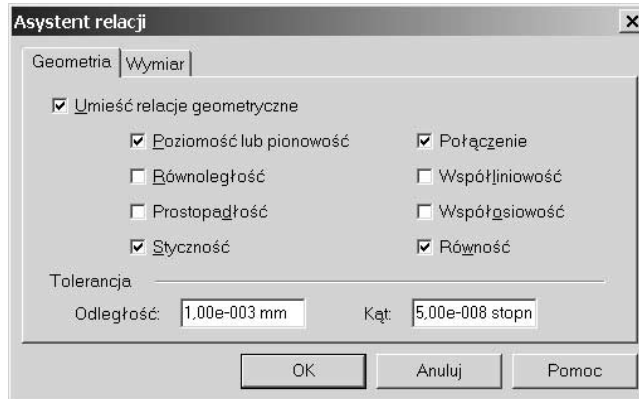 Asystent relacji
Geometria Wymiar
Umieść relacje geometryczne
Poziomość lub pionowość Połączenie
Równoległość Współliniowość
Prostopadłość Współosiowość
Styczność Równość
Tolerancja
Odległość: 1,00e-003 mm Kąt: 5,00e-008 stopn
OK Anuluj Pomoc